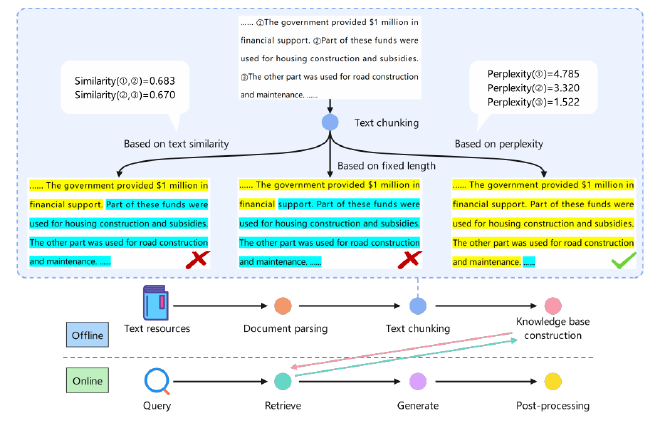 ...... ①The government provided $1 million in
financial support. ②Part of these funds were
used for housing construction and subsidies.
③The other part was used for road construction
and maintenance. ......
Similarity(①,②)=0.683
Similarity(②,③)=0.670
Perplexity(①)=4.785
Perplexity(②)=3.320
Perplexity(③)=1.522
Text chunking
Based on text similarity
Based on fixed length
Based on perplexity
...... The government provided $1 million in
financial support. Part of these funds were
used for housing construction and subsidies.
The other part was used for road construction
and maintenance. ......
...... The government provided $1 million in
financial support. Part of these funds were
used for housing construction and subsidies.
The other part was used for road construction
and maintenance. ......
...... The government provided $1 million in
financial support. Part of these funds were
used for housing construction and subsidies.
The other part was used for road construction
and maintenance. ......
Offline
Text resources
Document parsing
Text chunking
Knowledge base
construction
Online
Query
Retrieve
Generate
Post-processing